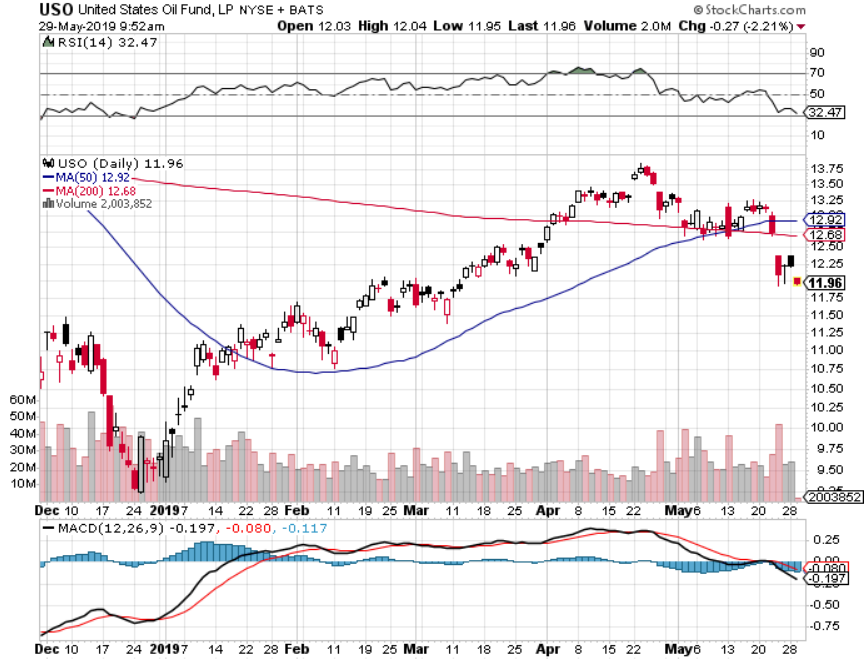 USO United States Oil Fund, LP NYSE + BATS © StockCharts.com
29-May-2019 9:52am Open 12.03 High 12.04 Low 11.95 Last 11.96 Volume 2.0M Chg -0.27 (-2.21%)
RSI(14) 32.47
90
70
50
32.47
10
USO (Daily) 11.96
MA(50) 12.92
MA(200) 12.68
Volume 2,003,852
13.75
13.50
13.25
12.92
12.68
12.50
12.25
11.96
11.75
11.50
11.25
11.00
10.75
10.50
10.25
10.00
9.75
9.50
60M
50M
40M
30M
20M
10M
2003852
Dec 10 17 24 2019 7 14 22 28 Feb 11 19 25 Mar 11 18 25 Apr 8 15 22 May 6 13 20 28
MACD(12,26,9) -0.197, -0.080, -0.117
0.25
0.00
-0.080
-0.197
-0.50
-0.75
Dec 10 17 24 2019 7 14 22 28 Feb 11 19 25 Mar 11 18 25 Apr 8 15 22 May 6 13 20 28